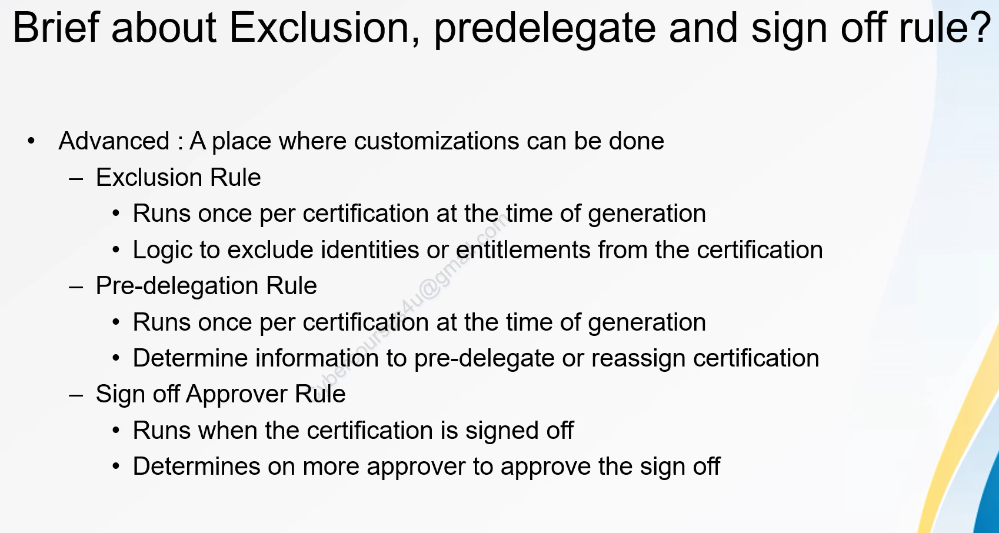 Brief about Exclusion, predelegate and sign off rule?
• Advanced : A place where customizations can be done
– Exclusion Rule
• Runs once per certification at the time of generation
• Logic to exclude identities or entitlements from the certification
– Pre-delegation Rule
• Runs once per certification at the time of generation
• Determine information to pre-delegate or reassign certification
– Sign off Approver Rule
• Runs when the certification is signed off
• Determines on more approver to approve the sign off
cybercourses4u@gmail.com